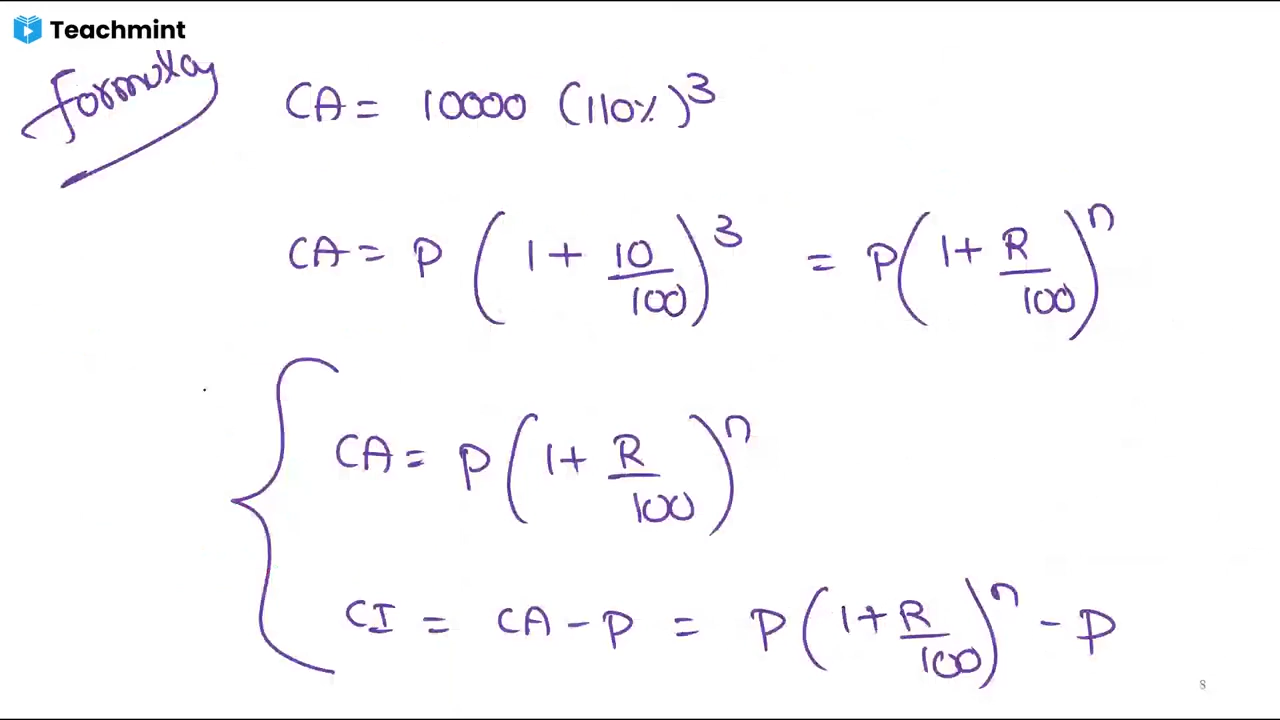 Teachmint
Formulas
CA = 10000 (110%)^3
CA = P (1 + 10/100)^3 = P (1 + R/100)^n
CA = P (1 + R/100)^n
CI = CA - P = P (1 + R/100)^n - P
8